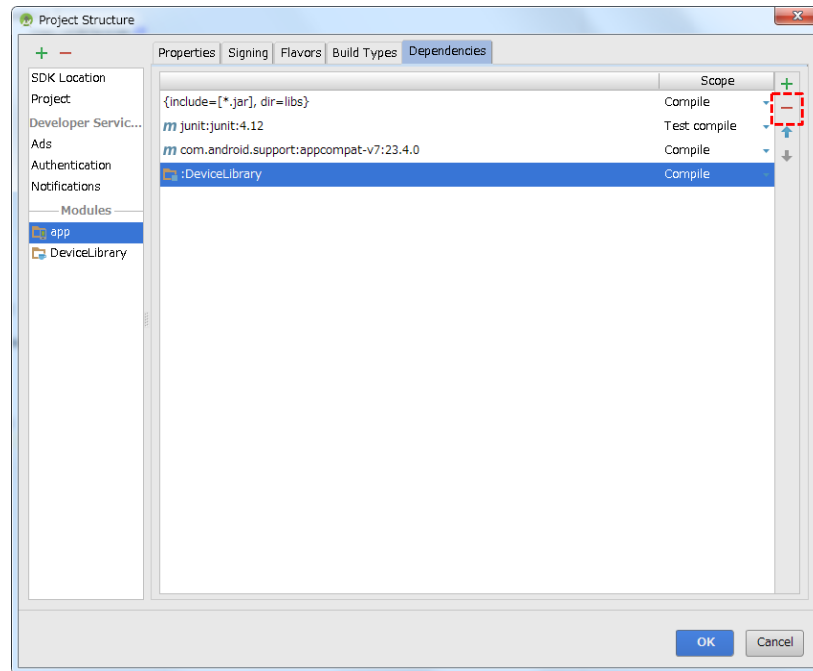 Project Structure
Properties Signing Flavors Build Types Dependencies
SDK Location
Project
Developer Servic...
Ads
Authentication
Notifications
Modules
app
DeviceLibrary
Scope
{include=[*.jar], dir=libs} Compile
m junit:junit:4.12 Test compile
m com.android.support:appcompat-v7:23.4.0 Compile
:DeviceLibrary Compile
OK Cancel